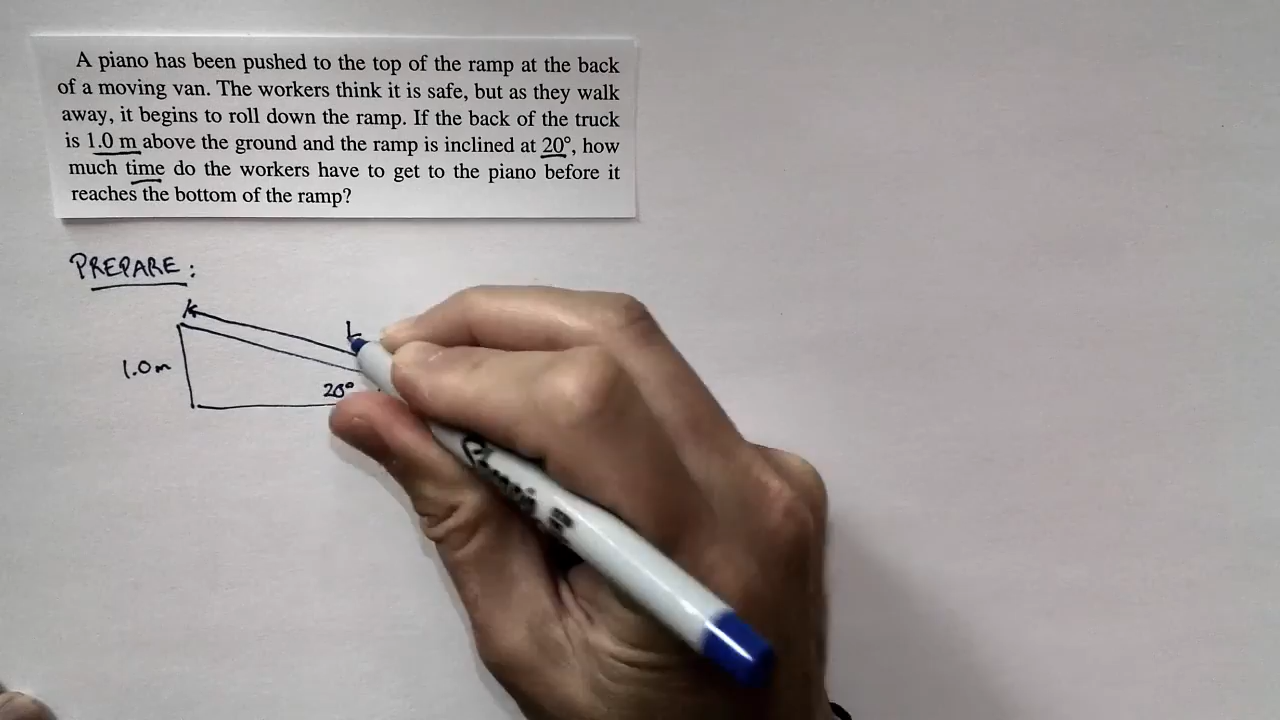 A piano has been pushed to the top of the ramp at the back
of a moving van. The workers think it is safe, but as they walk
away, it begins to roll down the ramp. If the back of the truck
is 1.0 m above the ground and the ramp is inclined at 20°, how
much time do the workers have to get to the piano before it
reaches the bottom of the ramp?
PREPARE:
L
1.0m
20°